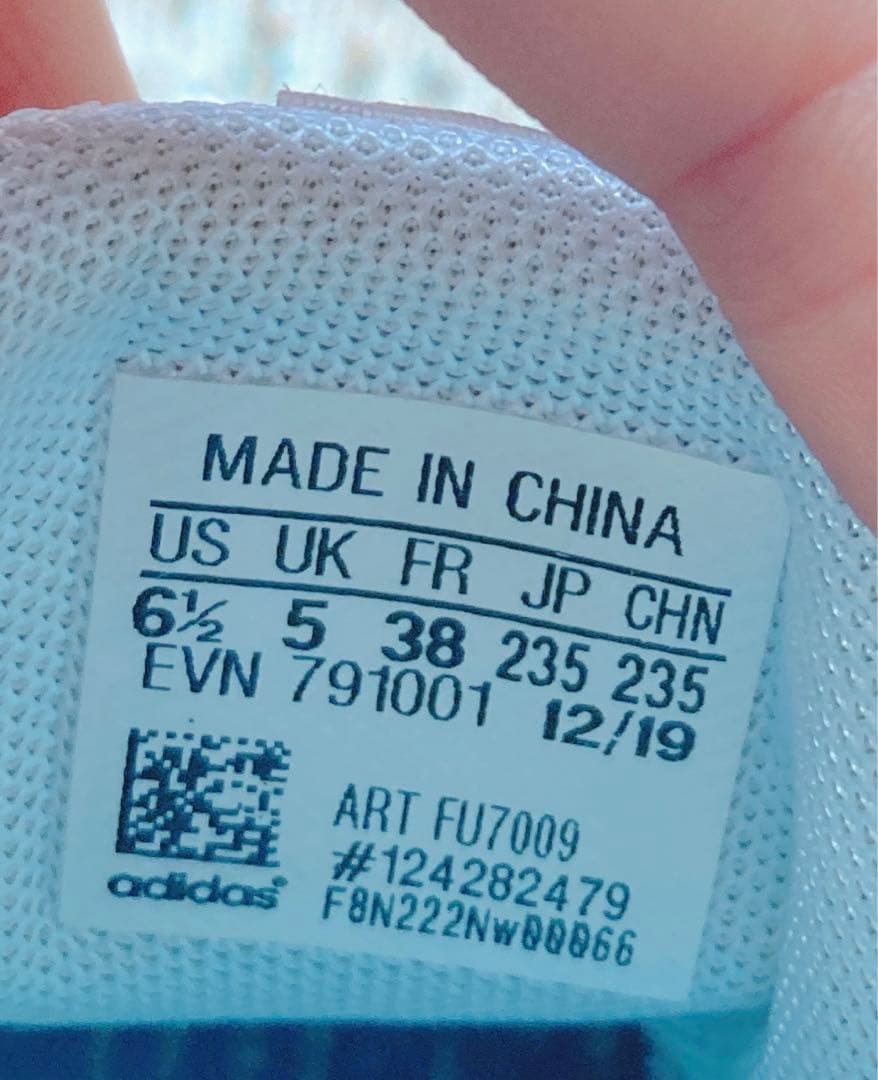 MADE IN CHINA
US UK FR JP CHN
6½ 5 38 235 235
EVN 791001 12/19
ART FU7009
#124282479
F8N222Nw00066
adidas